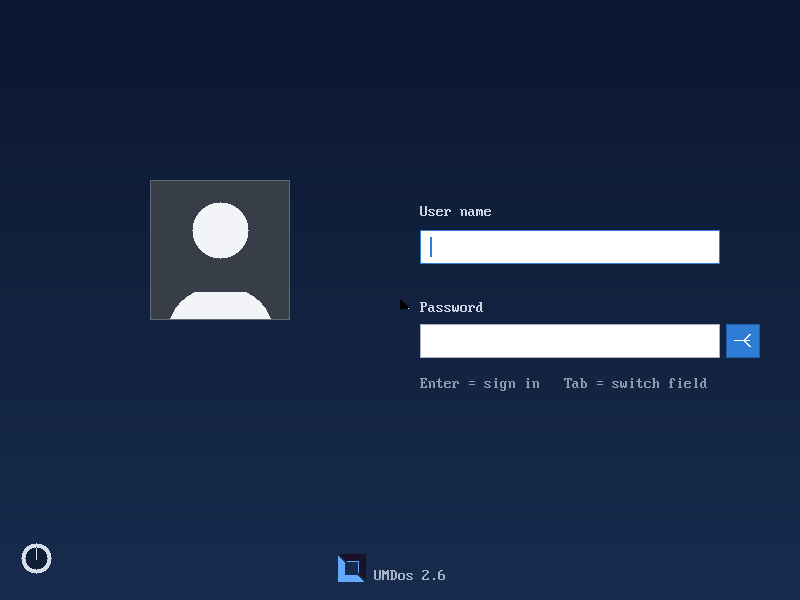 User name
Password
Enter = sign in   Tab = switch field
UMDos 2.6